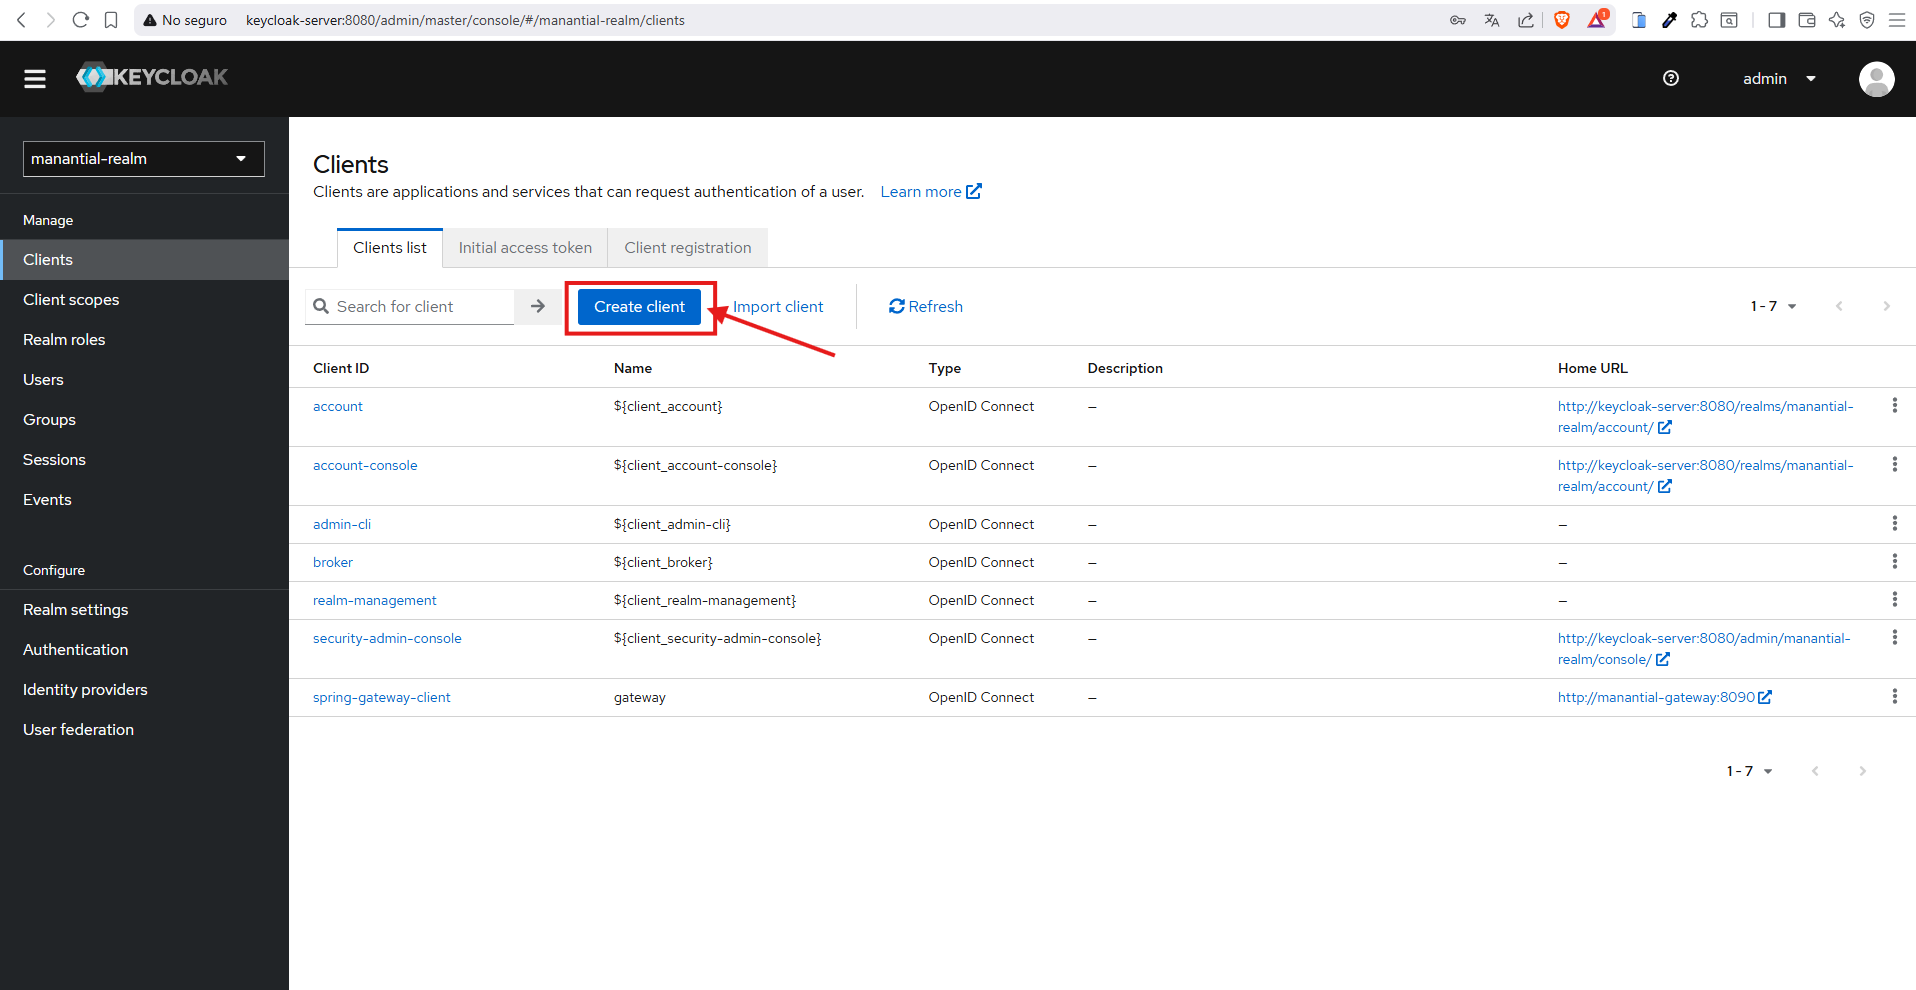 No seguro keycloak-server:8080/admin/master/console/#/manantial-realm/clients
1
KEYCLOAK
admin
manantial-realm
Manage
Clients
Client scopes
Realm roles
Users
Groups
Sessions
Events
Configure
Realm settings
Authentication
Identity providers
User federation
Clients
Clients are applications and services that can request authentication of a user. Learn more
Clients list Initial access token Client registration
Search for client Create client Import client Refresh 1 - 7
Client ID Name Type Description Home URL
account ${client_account} OpenID Connect – http://keycloak-server:8080/realms/manantial-
realm/account/
account-console ${client_account-console} OpenID Connect – http://keycloak-server:8080/realms/manantial-
realm/account/
admin-cli ${client_admin-cli} OpenID Connect – –
broker ${client_broker} OpenID Connect – –
realm-management ${client_realm-management} OpenID Connect – –
security-admin-console ${client_security-admin-console} OpenID Connect – http://keycloak-server:8080/admin/manantial-
realm/console/
spring-gateway-client gateway OpenID Connect – http://manantial-gateway:8090
1 - 7